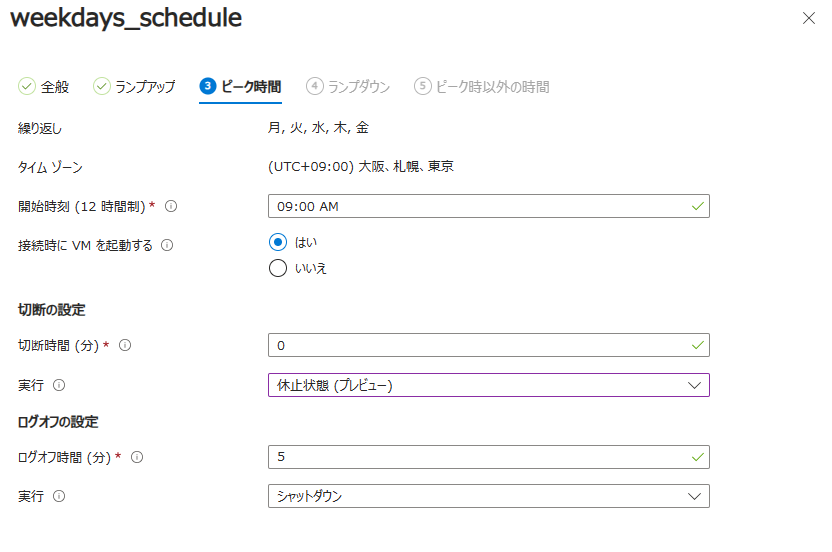 weekdays_schedule
全般 ランプアップ 3 ピーク時間 4 ランプダウン 5 ピーク時以外の時間
繰り返し 月, 火, 水, 木, 金
タイム ゾーン (UTC+09:00) 大阪、札幌、東京
開始時刻 (12 時間制) * 09:00 AM
接続時に VM を起動する はい
いいえ
切断の設定
切断時間 (分) * 0
実行 休止状態 (プレビュー)
ログオフの設定
ログオフ時間 (分) * 5
実行 シャットダウン